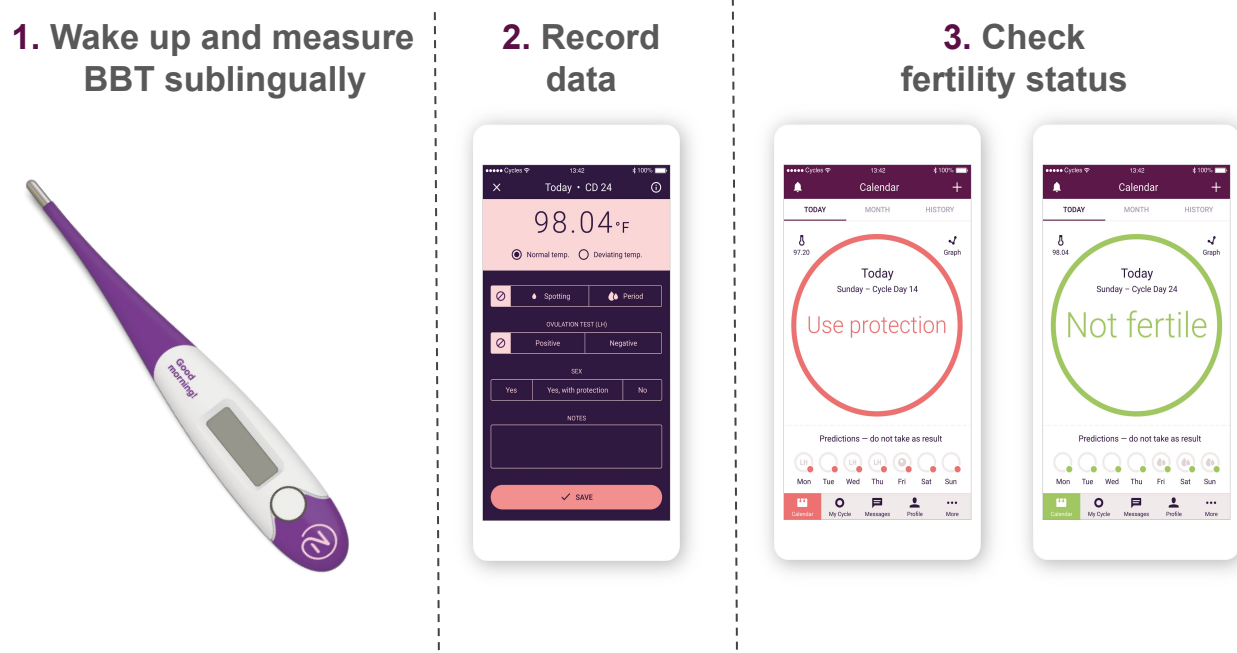 1. Wake up and measure
BBT sublingually
Good
morning!
2. Record
data
Cycles 13:42 100%
Today • CD 24
98.04 °F
Normal temp. Deviating temp.
Spotting Period
OVULATION TEST (LH)
Positive Negative
SEX
Yes Yes, with protection No
NOTES
SAVE
3. Check
fertility status
Cycles 13:42 100%
Calendar
TODAY MONTH HISTORY
97.20 Graph
Today
Sunday – Cycle Day 14
Use protection
Predictions – do not take as result
LH LH LH
Mon Tue Wed Thu Fri Sat Sun
Calendar My Cycle Messages Profile More
Cycles 13:42 100%
Calendar
TODAY MONTH HISTORY
98.04 Graph
Today
Sunday – Cycle Day 24
Not fertile
Predictions – do not take as result
Mon Tue Wed Thu Fri Sat Sun
Calendar My Cycle Messages Profile More